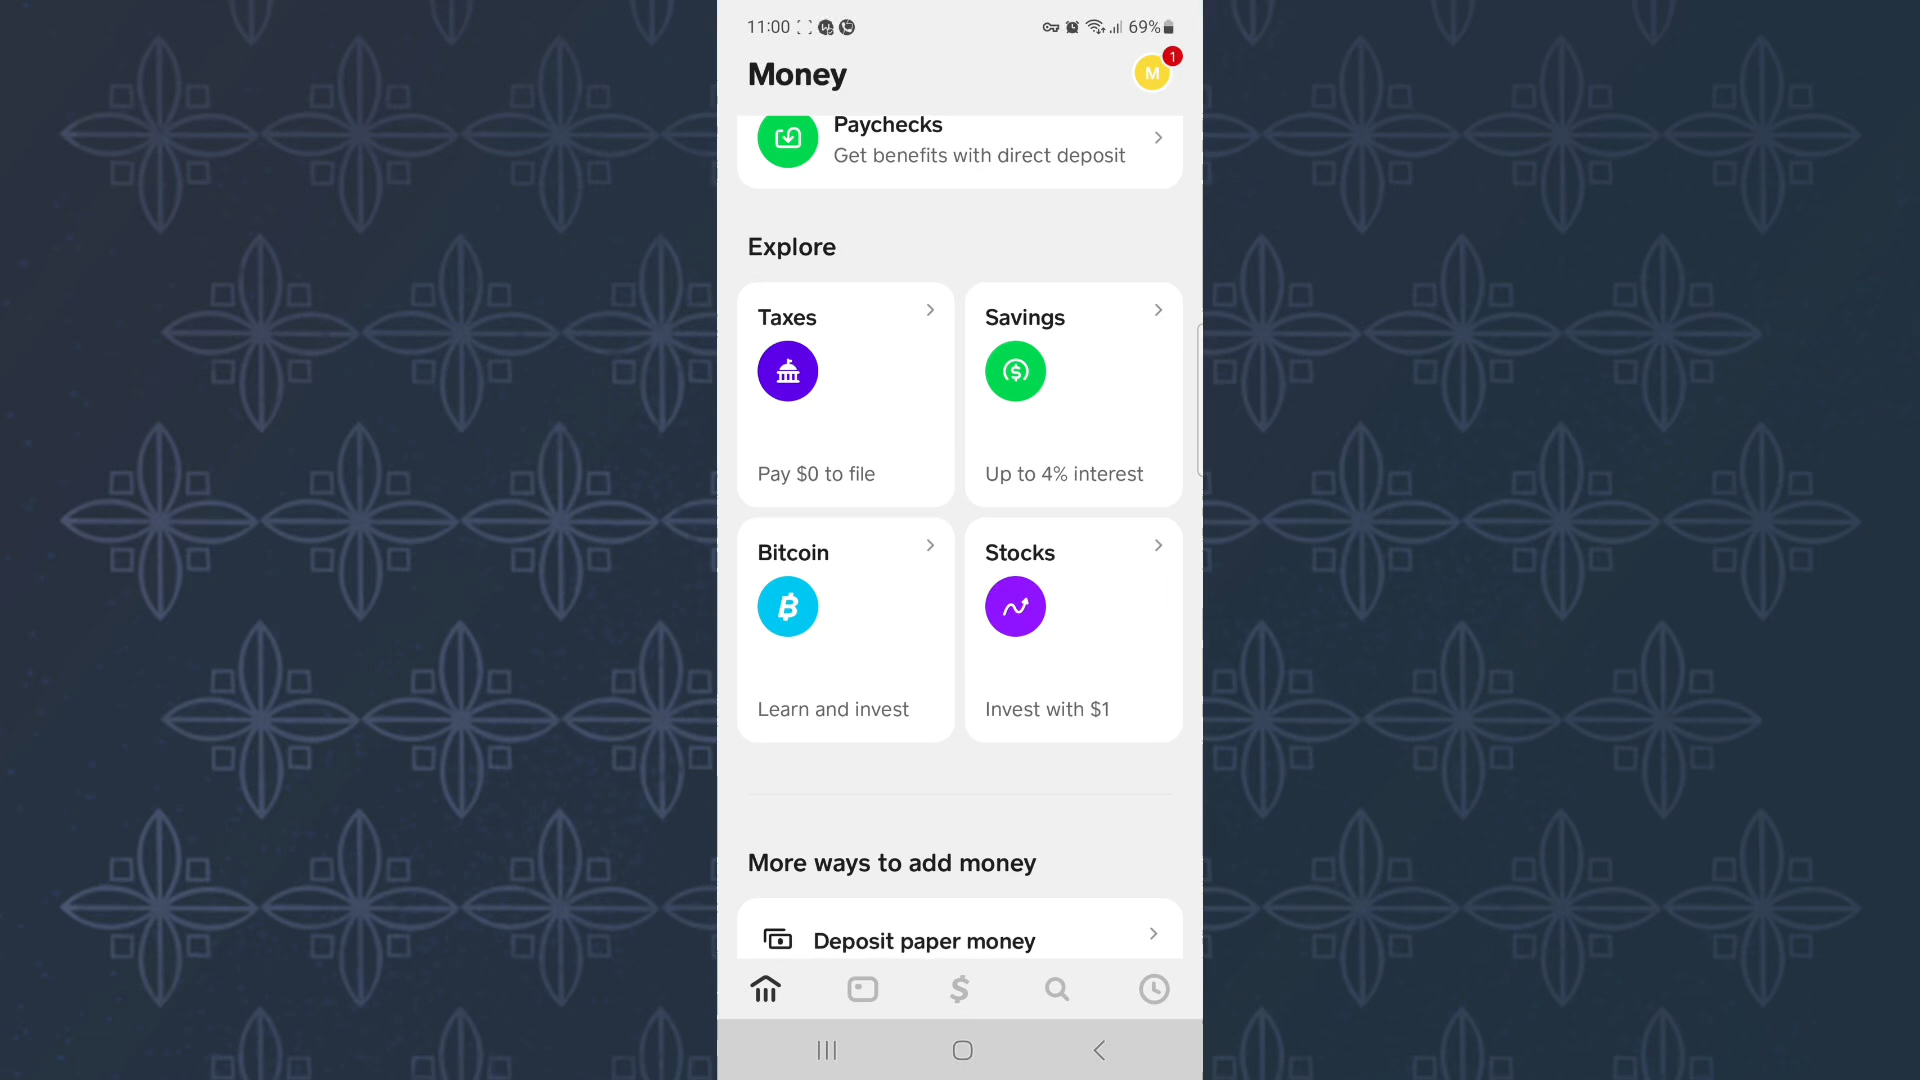 11:00 69%
Money
M
1
Paychecks
Get benefits with direct deposit
Explore
Taxes
Pay $0 to file
Savings
Up to 4% interest
Bitcoin
Learn and invest
Stocks
Invest with $1
More ways to add money
Deposit paper money